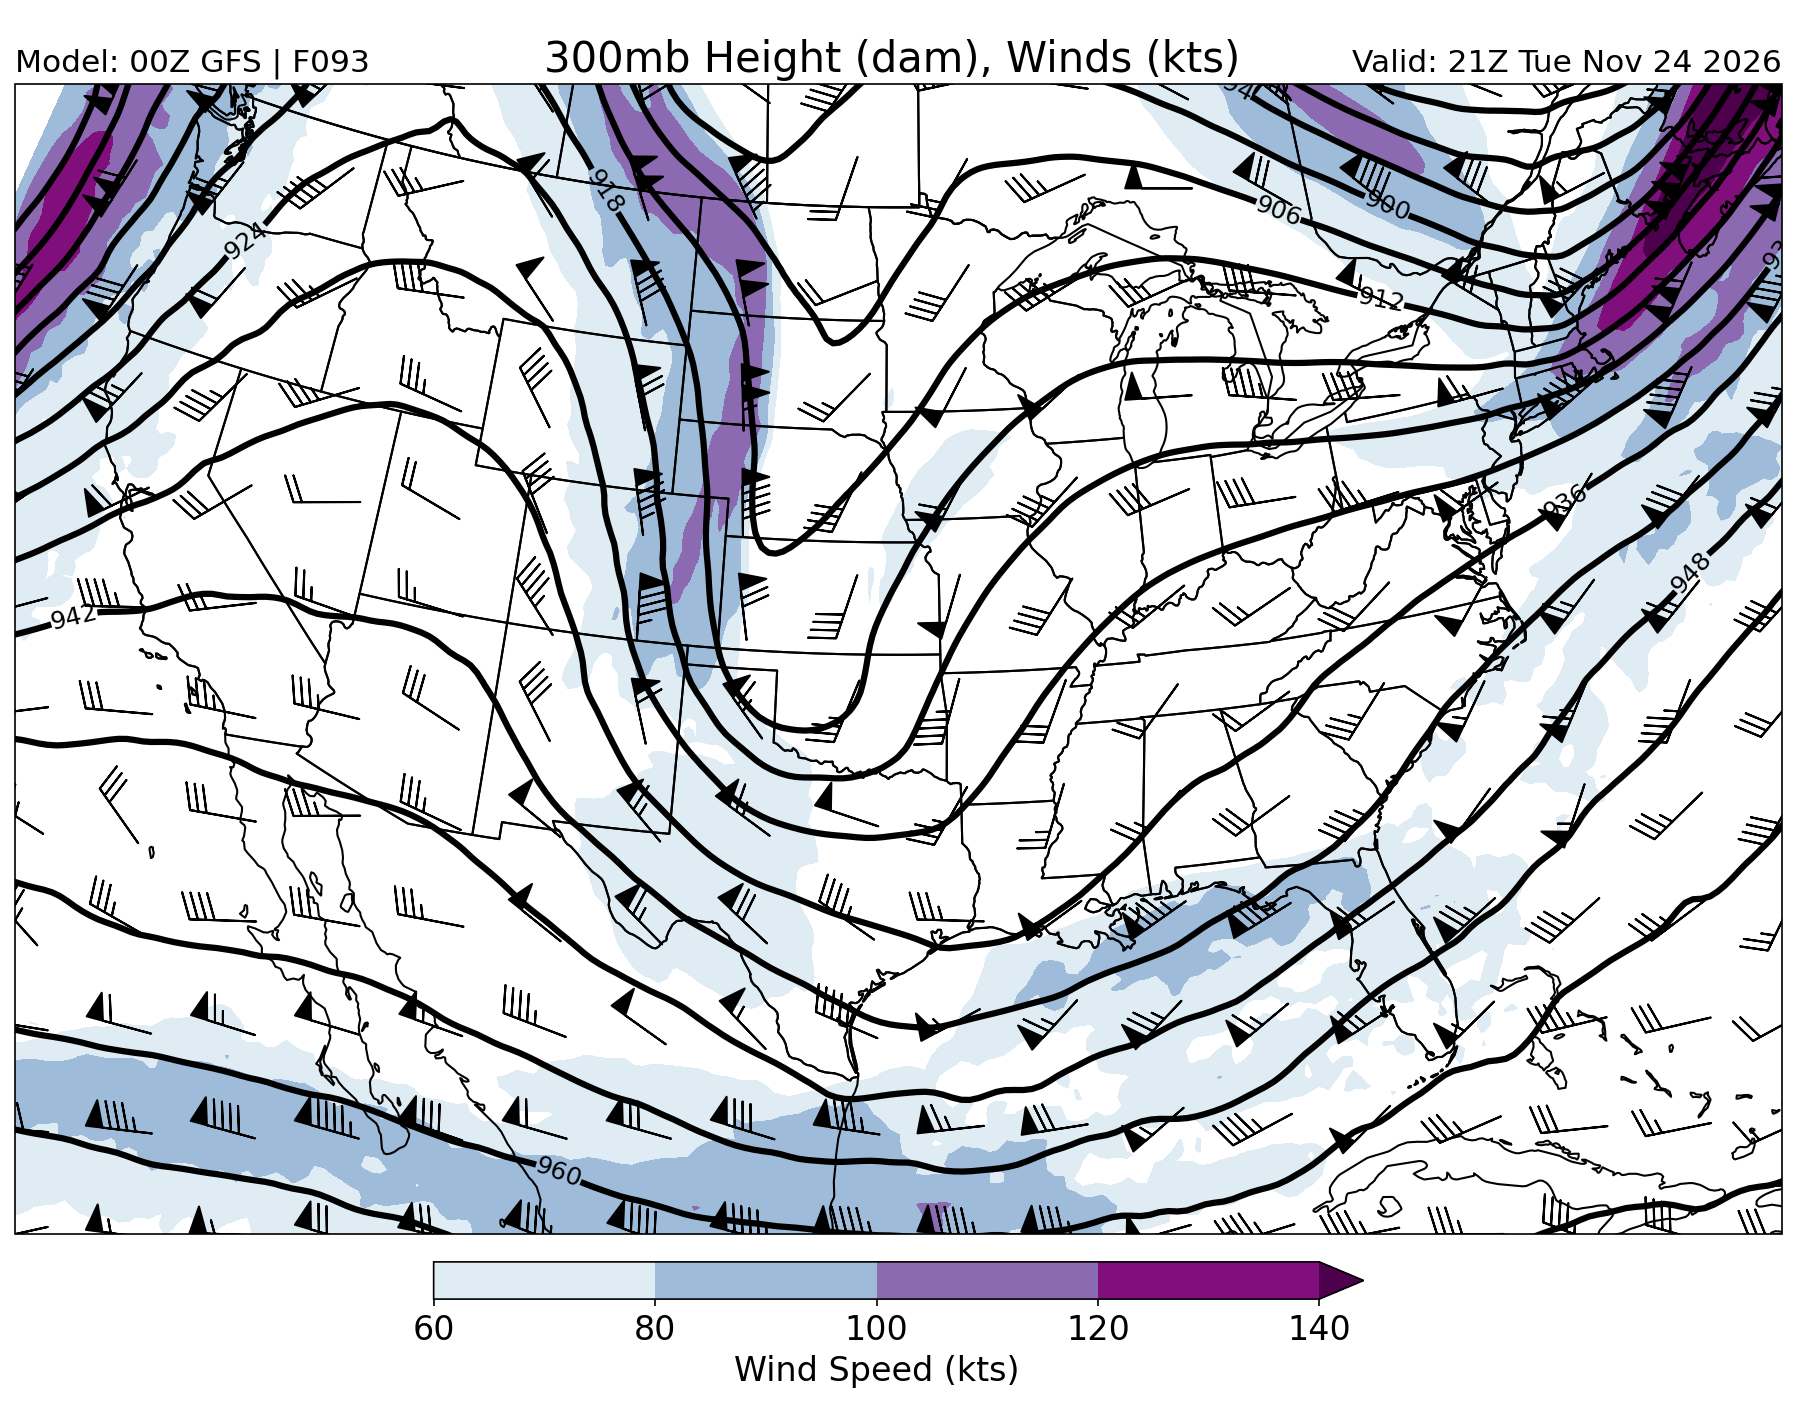 Model: 00Z GFS | F093
300mb Height (dam), Winds (kts)
Valid: 21Z Tue Nov 24 2026
918
924
906
900
912
936
948
942
960
60 80 100 120 140
Wind Speed (kts)